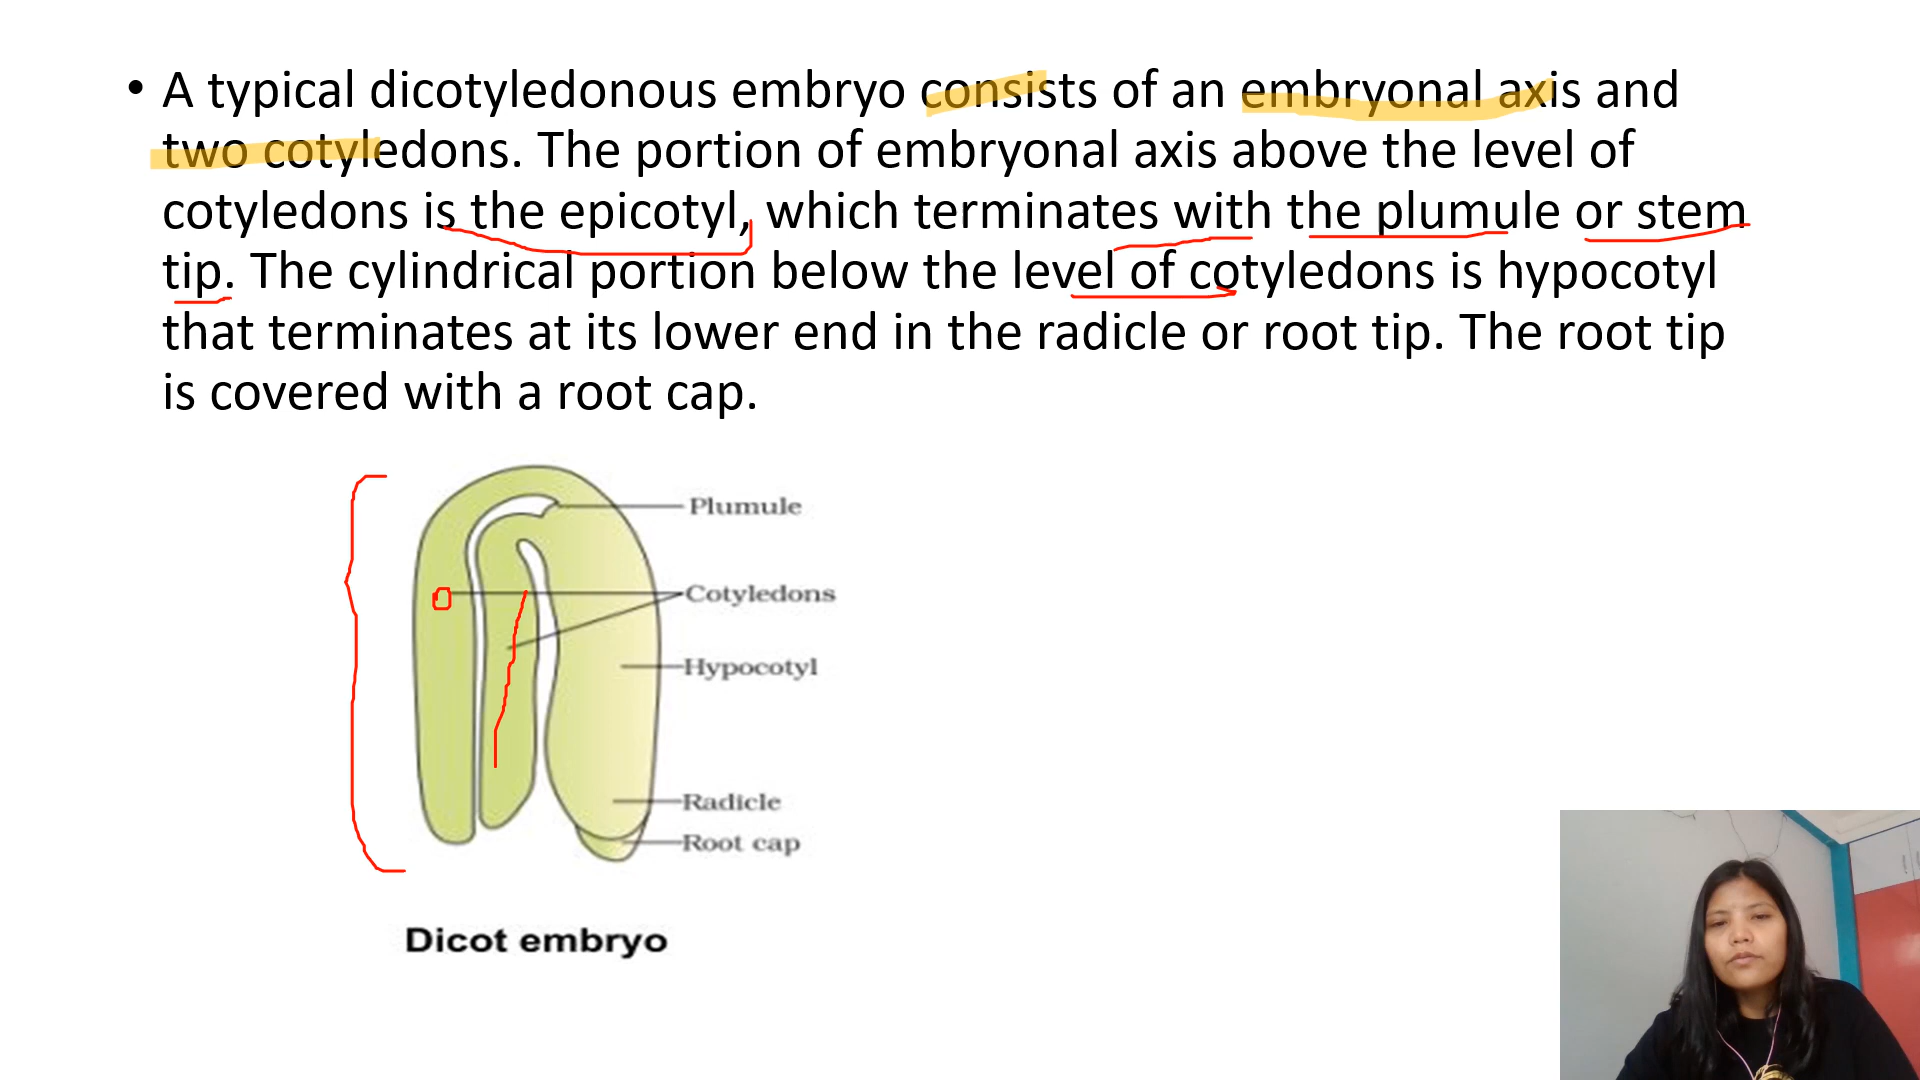 • A typical dicotyledonous embryo consists of an embryonal axis and
two cotyledons. The portion of embryonal axis above the level of
cotyledons is the epicotyl, which terminates with the plumule or stem
tip. The cylindrical portion below the level of cotyledons is hypocotyl
that terminates at its lower end in the radicle or root tip. The root tip
is covered with a root cap.
Plumule
Cotyledons
Hypocotyl
Radicle
Root cap
Dicot embryo